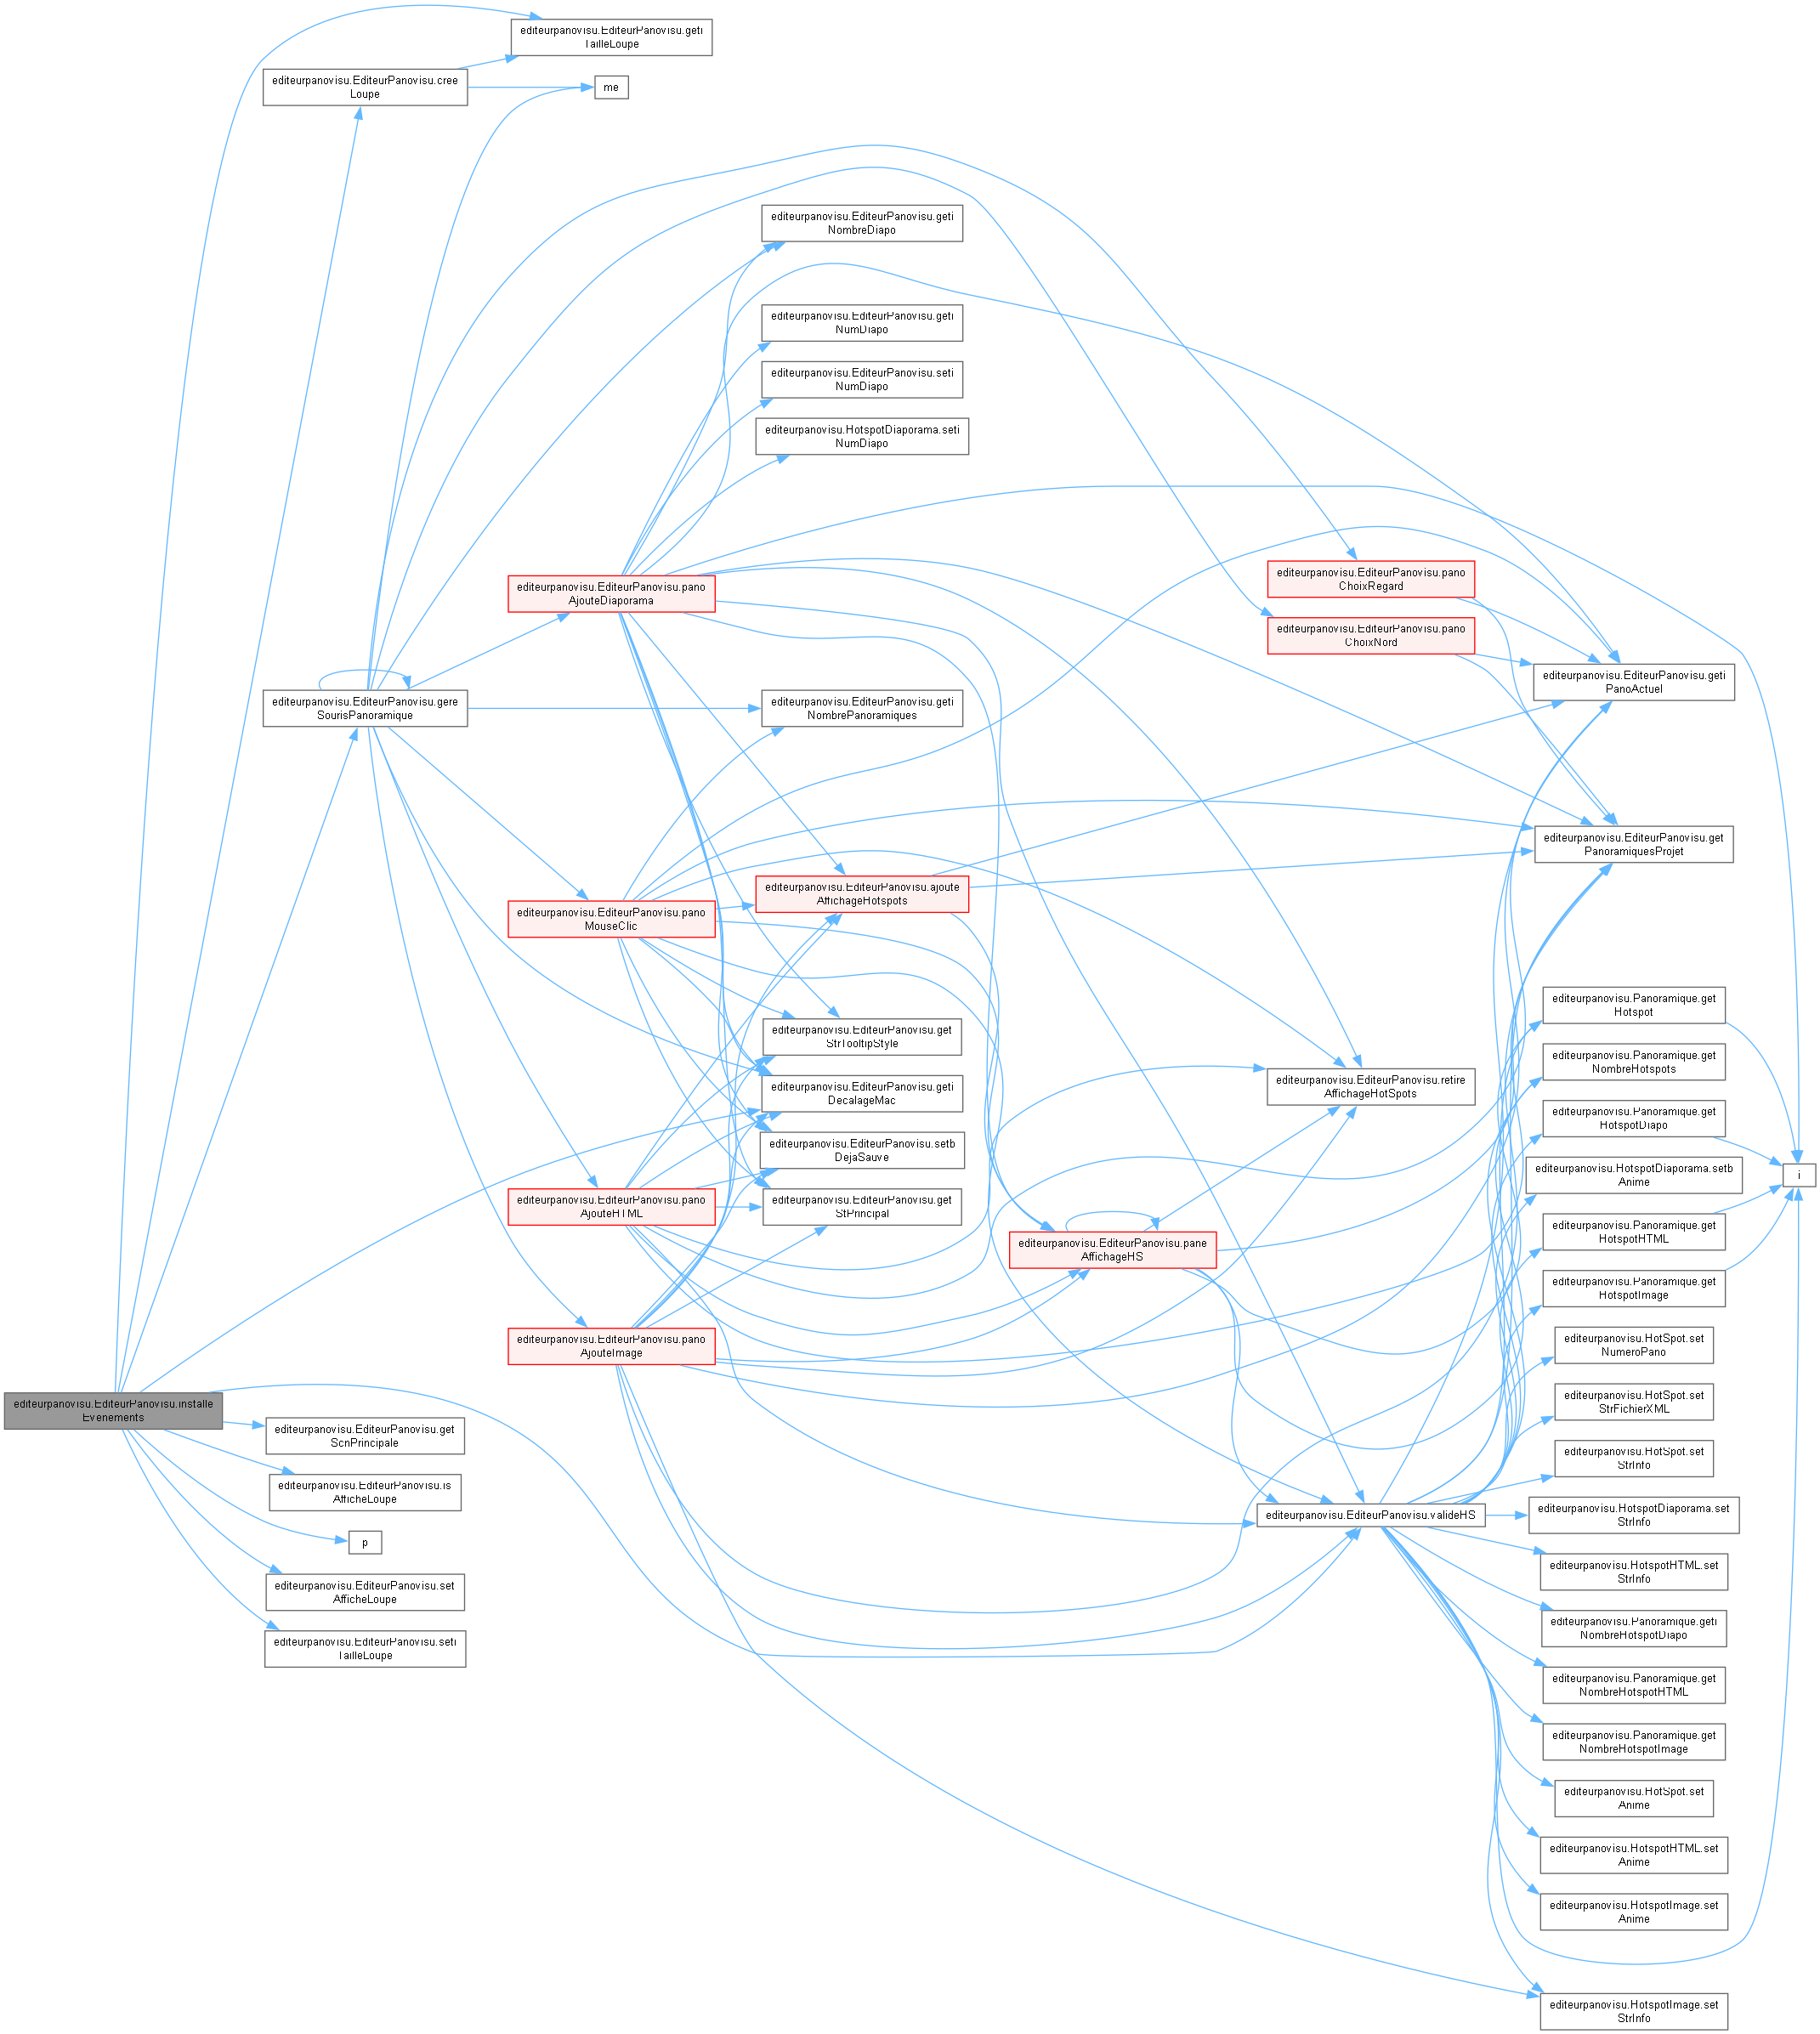 editeurpanovisu.EditeurPanovisu.geti
TailleLoupe
editeurpanovisu.EditeurPanovisu.cree
Loupe
me
editeurpanovisu.EditeurPanovisu.geti
NombreDiapo
editeurpanovisu.EditeurPanovisu.geti
NumDiapo
editeurpanovisu.EditeurPanovisu.seti
NumDiapo
editeurpanovisu.HotspotDiaporama.seti
NumDiapo
editeurpanovisu.EditeurPanovisu.pano
AjouteDiaporama
editeurpanovisu.EditeurPanovisu.pano
ChoixRegard
editeurpanovisu.EditeurPanovisu.pano
ChoixNord
editeurpanovisu.EditeurPanovisu.geti
PanoActuel
editeurpanovisu.EditeurPanovisu.gere
SourisPanoramique
editeurpanovisu.EditeurPanovisu.geti
NombrePanoramiques
editeurpanovisu.EditeurPanovisu.get
PanoramiquesProjet
editeurpanovisu.EditeurPanovisu.ajoute
AffichageHotspots
editeurpanovisu.EditeurPanovisu.pano
MouseClic
editeurpanovisu.Panoramique.get
Hotspot
editeurpanovisu.EditeurPanovisu.get
StrTooltipStyle
editeurpanovisu.Panoramique.get
NombreHotspots
editeurpanovisu.EditeurPanovisu.retire
AffichageHotSpots
editeurpanovisu.EditeurPanovisu.geti
DecalageMac
editeurpanovisu.Panoramique.get
HotspotDiapo
editeurpanovisu.EditeurPanovisu.setb
DejaSauve
editeurpanovisu.HotspotDiaporama.setb
Anime
i
editeurpanovisu.EditeurPanovisu.pano
AjouteHTML
editeurpanovisu.EditeurPanovisu.get
StPrincipal
editeurpanovisu.Panoramique.get
HotspotHTML
editeurpanovisu.EditeurPanovisu.pane
AffichageHS
editeurpanovisu.Panoramique.get
HotspotImage
editeurpanovisu.EditeurPanovisu.pano
AjouteImage
editeurpanovisu.HotSpot.set
NumeroPano
editeurpanovisu.EditeurPanovisu.installe
Evenements
editeurpanovisu.HotSpot.set
StrFichierXML
editeurpanovisu.EditeurPanovisu.get
ScnPrincipale
editeurpanovisu.HotSpot.set
StrInfo
editeurpanovisu.EditeurPanovisu.is
AfficheLoupe
editeurpanovisu.EditeurPanovisu.valideHS
editeurpanovisu.HotspotDiaporama.set
StrInfo
p
editeurpanovisu.HotspotHTML.set
StrInfo
editeurpanovisu.EditeurPanovisu.set
AfficheLoupe
editeurpanovisu.Panoramique.geti
NombreHotspotDiapo
editeurpanovisu.EditeurPanovisu.seti
TailleLoupe
editeurpanovisu.Panoramique.get
NombreHotspotHTML
editeurpanovisu.Panoramique.get
NombreHotspotImage
editeurpanovisu.HotSpot.set
Anime
editeurpanovisu.HotspotHTML.set
Anime
editeurpanovisu.HotspotImage.set
Anime
editeurpanovisu.HotspotImage.set
StrInfo